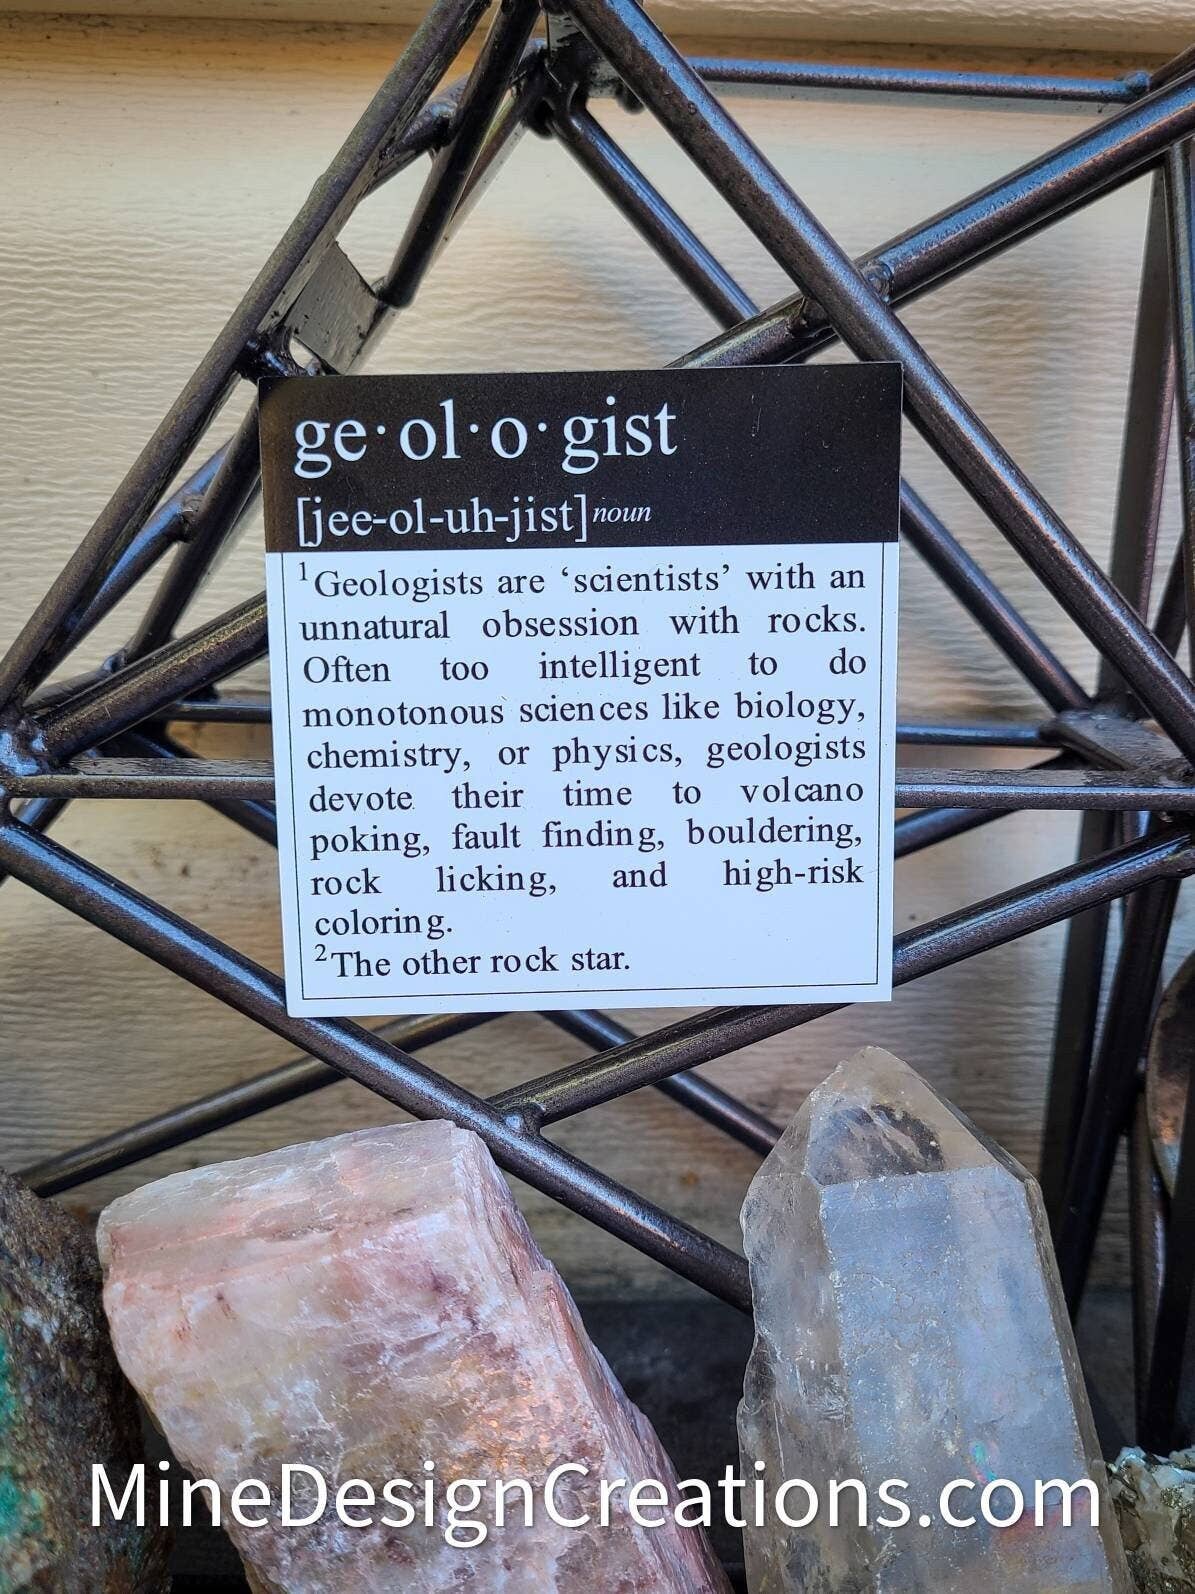 ge·ol·o·gist
[jee-ol-uh-jist] noun
¹Geologists are ‘scientists’ with an
unnatural obsession with rocks.
Often too intelligent to do
monotonous sciences like biology,
chemistry, or physics, geologists
devote their time to volcano
poking, fault finding, bouldering,
rock licking, and high-risk
coloring.
²The other rock star.
MineDesignCreations.com